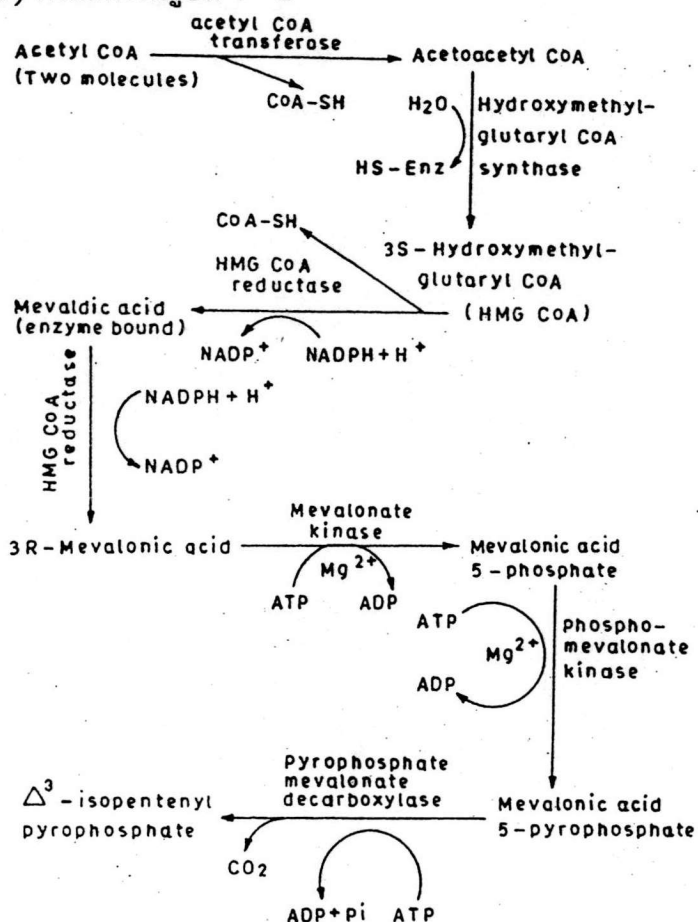 acetyl CoA
transferase
Acetyl CoA
(Two molecules)
Acetoacetyl CoA
CoA-SH
H2O
HS-Enz
Hydroxymethyl-
glutaryl CoA
synthase
CoA-SH
3S-Hydroxymethyl-
glutaryl CoA
(HMG CoA)
HMG CoA
reductase
Mevaldic acid
(enzyme bound)
NADP+
NADPH+H+
HMG CoA
reductase
NADPH+H+
NADP+
3R-Mevalonic acid
Mevalonate
kinase
Mg2+
ATP
ADP
Mevalonic acid
5-phosphate
ATP
Mg2+
ADP
Phospho-
mevalonate
kinase
Pyrophosphate
mevalonate
decarboxylase
△3-isopentenyl
pyrophosphate
Mevalonic acid
5-pyrophosphate
CO2
ADP+Pi
ATP